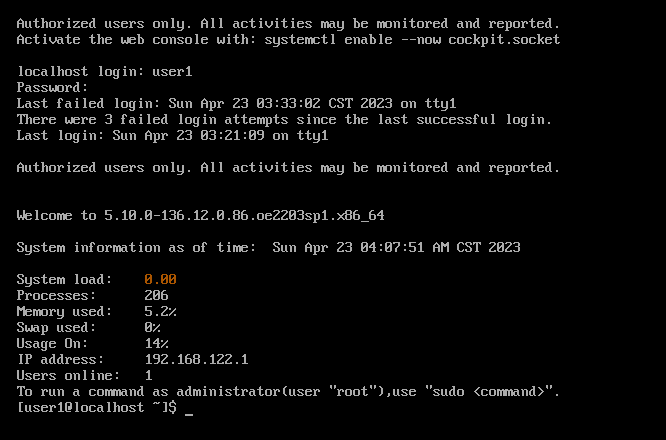 Authorized users only. All activities may be monitored and reported.
Activate the web console with: systemctl enable --now cockpit.socket
localhost login: user1
Password:
Last failed login: Sun Apr 23 03:33:02 CST 2023 on tty1
There were 3 failed login attempts since the last successful login.
Last login: Sun Apr 23 03:21:09 on tty1
Authorized users only. All activities may be monitored and reported.
Welcome to 5.10.0-136.12.0.86.oe2203sp1.x86_64
System information as of time:  Sun Apr 23 04:07:51 AM CST 2023
System load:    0.00
Processes:      206
Memory used:    5.2%
Swap used:      0%
Usage On:       14%
IP address:     192.168.122.1
Users online:   1
To run a command as administrator(user "root"),use "sudo <command>".
[user1@localhost ~]$ _